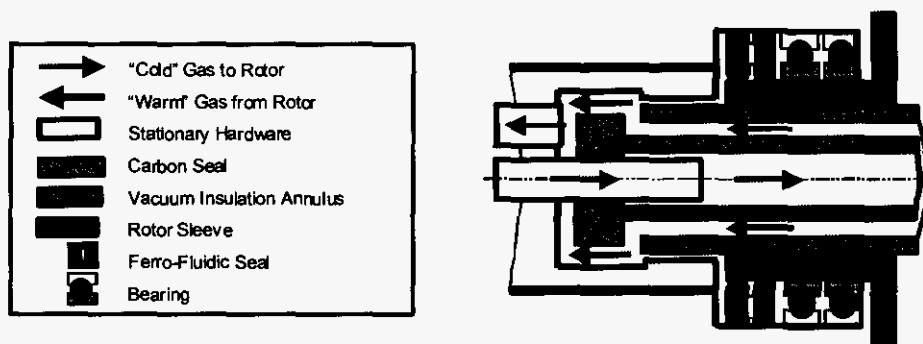 "Cold" Gas to Rotor
"Warm" Gas from Rotor
Stationary Hardware
Carbon Seal
Vacuum Insulation Annulus
Rotor Sleeve
Ferro-Fluidic Seal
Bearing